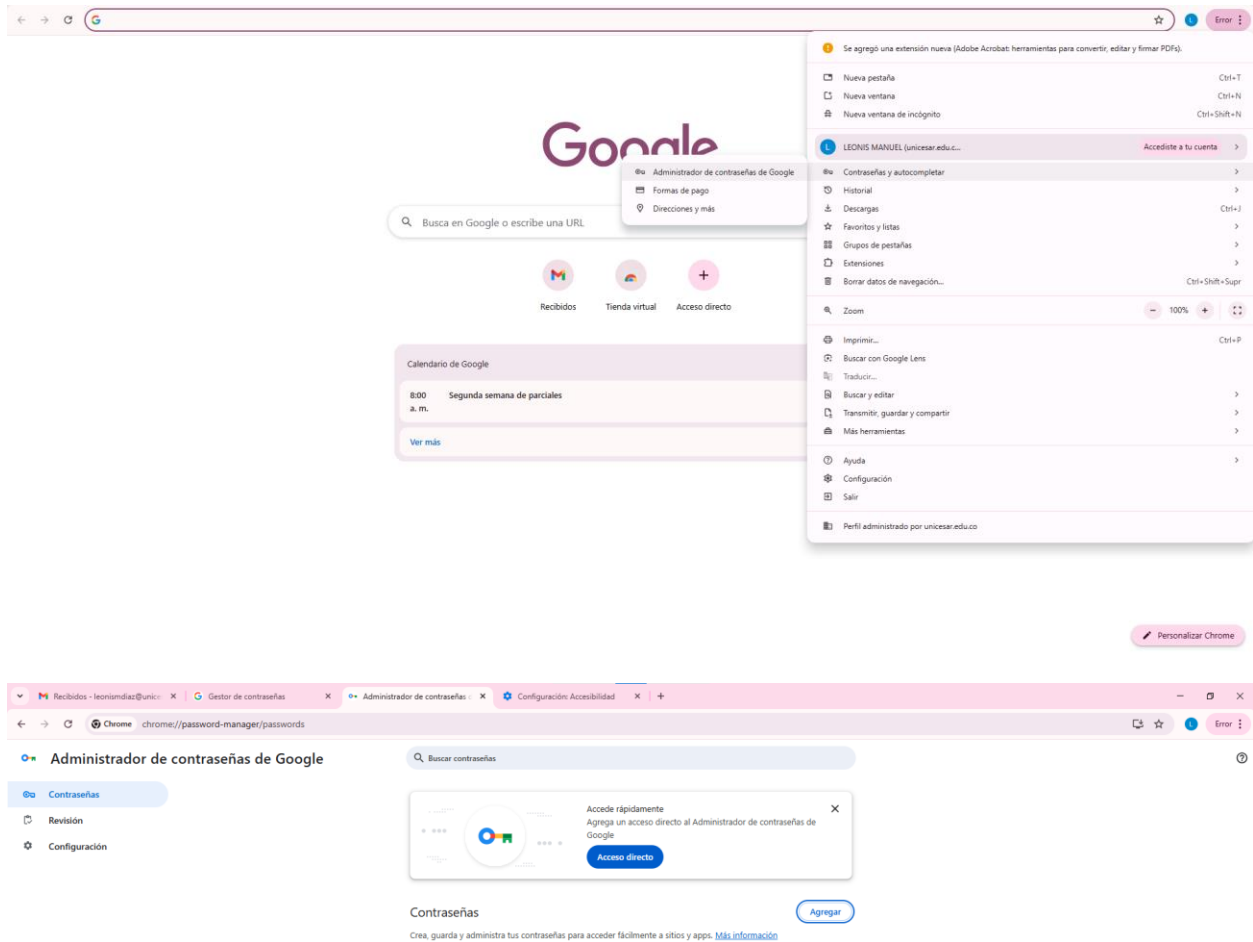 Error
Se agregó una extensión nueva (Adobe Acrobat: herramientas para convertir, editar y firmar PDFs).
Nueva pestaña Ctrl+T
Nueva ventana Ctrl+N
Nueva ventana de incógnito Ctrl+Shift+N
Google
L LEONIS MANUEL (unicesar.edu.c... Accediste a tu cuenta
Contraseñas y autocompletar
Administrador de contraseñas de Google
Formas de pago
Direcciones y más
Historial
Descargas Ctrl+J
Favoritos y listas
Grupos de pestañas
Extensiones
Borrar datos de navegación... Ctrl+Shift+Supr
Busca en Google o escribe una URL
Recibidos Tienda virtual Acceso directo
Zoom - 100% +
Imprimir... Ctrl+P
Buscar con Google Lens
Traducir...
Buscar y editar
Transmitir, guardar y compartir
Más herramientas
Calendario de Google
8:00 a. m. Segunda semana de parciales
Ver más
Ayuda
Configuración
Salir
Perfil administrado por unicesar.edu.co
Personalizar Chrome
Recibidos - leonismdiaz@unice Gestor de contraseñas Administrador de contraseñas Configuración: Accesibilidad
Chrome chrome://password-manager/passwords L Error
Administrador de contraseñas de Google
Buscar contraseñas
Contraseñas
Revisión
Configuración
Accede rápidamente
Agrega un acceso directo al Administrador de contraseñas de
Google
Acceso directo
Contraseñas Agregar
Crea, guarda y administra tus contraseñas para acceder fácilmente a sitios y apps. Más información